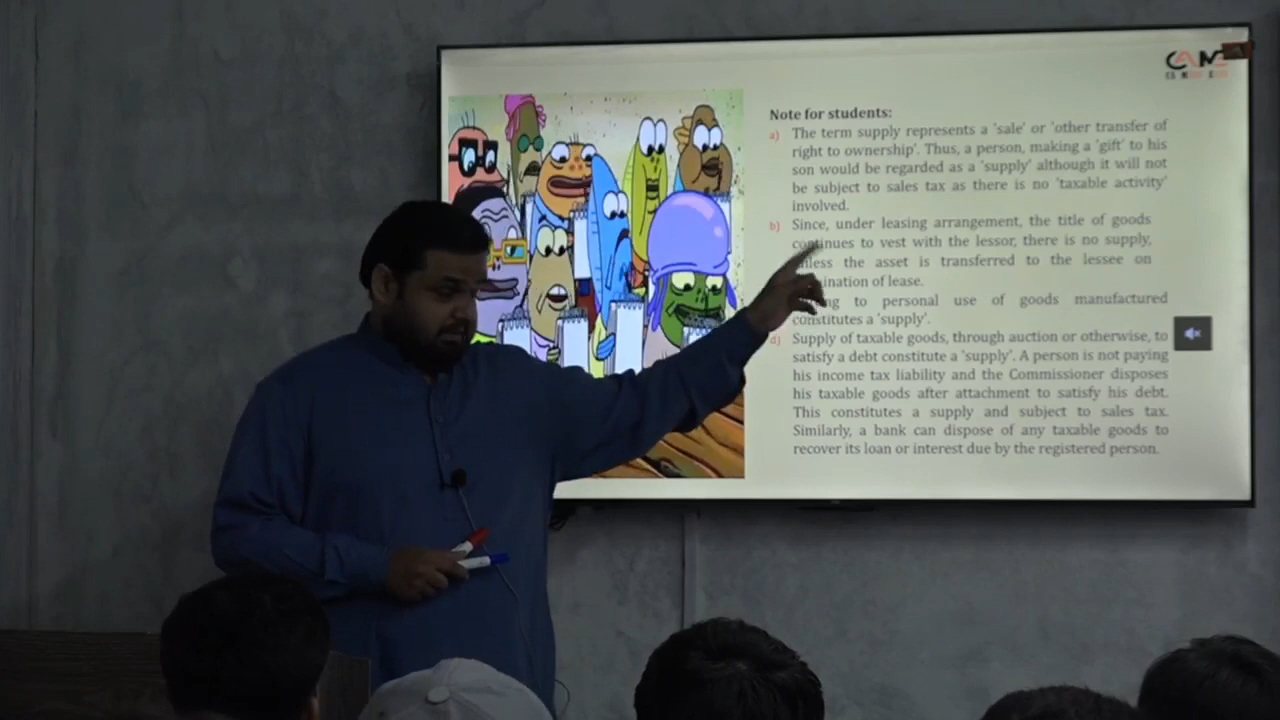 CAMS
Note for students:
a) The term supply represents a 'sale' or 'other transfer of
right to ownership'. Thus, a person, making a 'gift' to his
son would be regarded as a 'supply' although it will not
be subject to sales tax as there is no 'taxable activity'
involved.
b) Since, under leasing arrangement, the title of goods
continues to vest with the lessor, there is no supply,
the asset is transferred to the lessee on
of lease.
to personal use of goods manufactured
constitutes a 'supply'.
d) Supply of taxable goods, through auction or otherwise, to
satisfy a debt constitute a 'supply'. A person is not paying
his income tax liability and the Commissioner disposes
his taxable goods after attachment to satisfy his debt.
This constitutes a supply and subject to sales tax.
Similarly, a bank can dispose of any taxable goods to
recover its loan or interest due by the registered person.